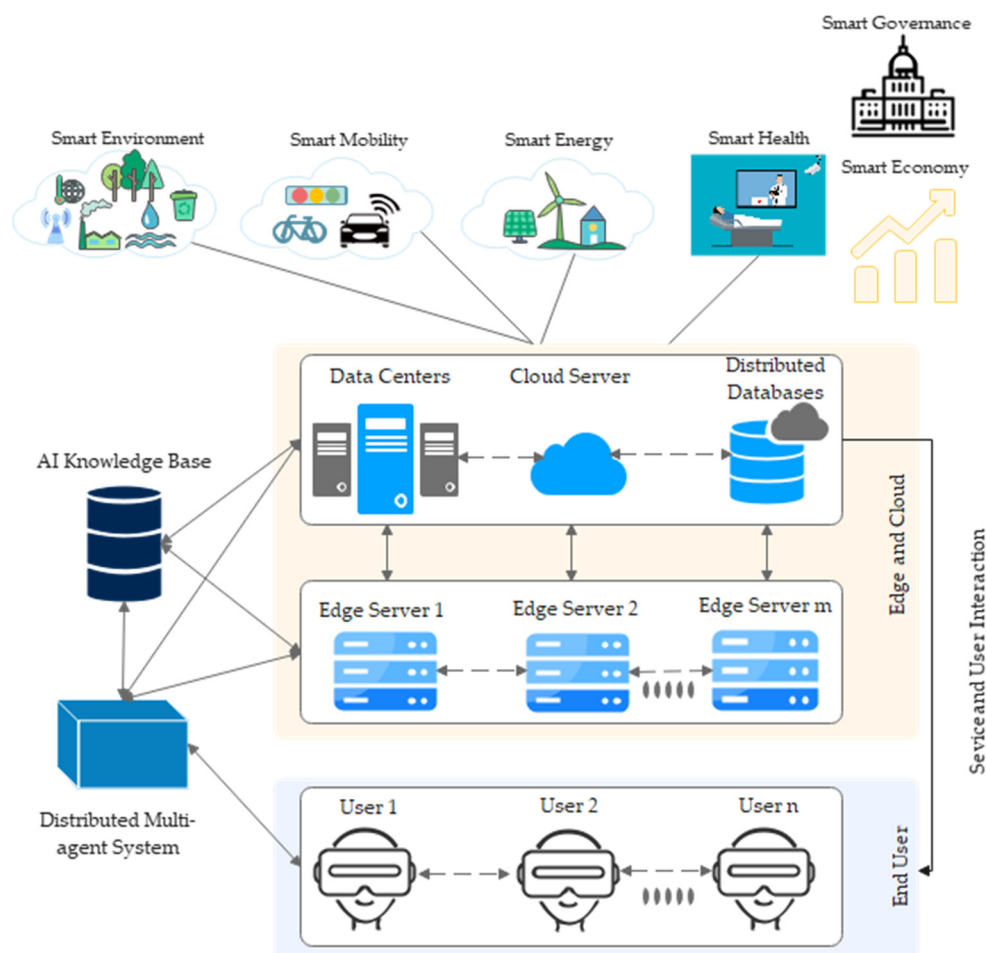 Smart Governance
Smart Environment
Smart Mobility
Smart Energy
Smart Health
Smart Economy
Data Centers
Cloud Server
Distributed
Databases
AI Knowledge Base
Edge and Cloud
Sevice and User Interaction
Edge Server 1
Edge Server 2
Edge Server m
Distributed Multi-
agent System
User 1
User 2
User n
End User